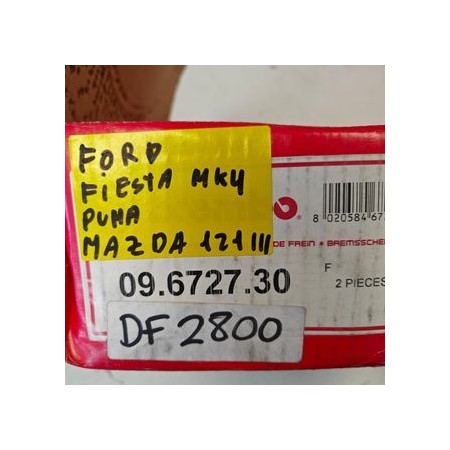 FORD
FIESTA MK4
PUMA
MAZDA 121 III
8 020584 67
DE FREIN * BREMSSCHEI
09.6727.30
F
2 PIECES
DF 2800